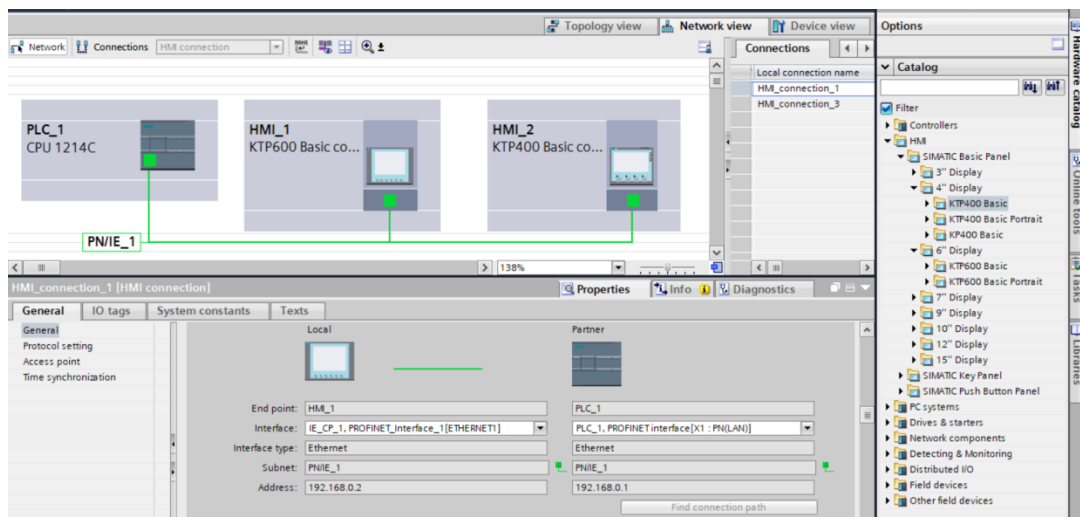 Topology view
Network view
Device view
Options
Network
Connections
HMI connection
Connections
Catalog
Hardware catalog
Local connection name
HMI_connection_1
HMI_connection_3
Filter
PLC_1
CPU 1214C
HMI_1
KTP600 Basic co...
HMI_2
KTP400 Basic co...
PN/IE_1
138%
Controllers
HMI
SIMATIC Basic Panel
3" Display
4" Display
KTP400 Basic
KTP400 Basic Portrait
KP400 Basic
6" Display
KTP600 Basic
KTP600 Basic Portrait
7" Display
9" Display
10" Display
12" Display
15" Display
SIMATIC Key Panel
SIMATIC Push Button Panel
PC systems
Drives & starters
Network components
Detecting & Monitoring
Distributed I/O
Field devices
Other field devices
Online tools
Tasks
Libraries
HMI_connection_1 [HMI connection]
Properties
Info
Diagnostics
General
IO tags
System constants
Texts
General
Protocol setting
Access point
Time synchronization
Local
Partner
End point:
HMI_1
PLC_1
Interface:
IE_CP_1, PROFINET_Interface_1[ETHERNET1]
PLC_1, PROFINET interface[X1 : PN(LAN)]
Interface type:
Ethernet
Ethernet
Subnet:
PN/IE_1
PN/IE_1
Address:
192.168.0.2
192.168.0.1
Find connection path